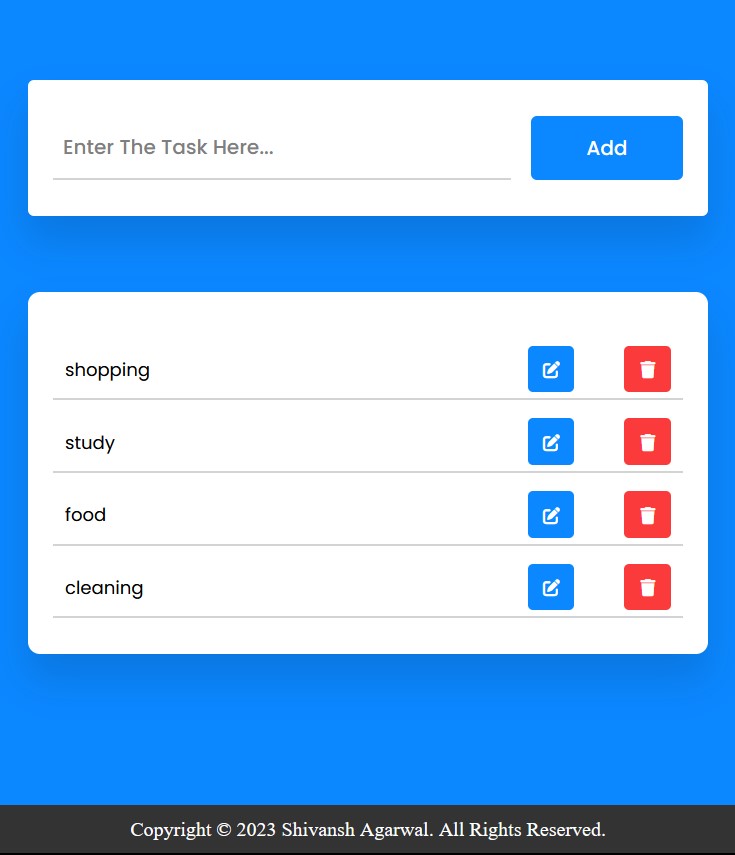 Enter The Task Here...
Add
shopping
study
food
cleaning
Copyright © 2023 Shivansh Agarwal. All Rights Reserved.